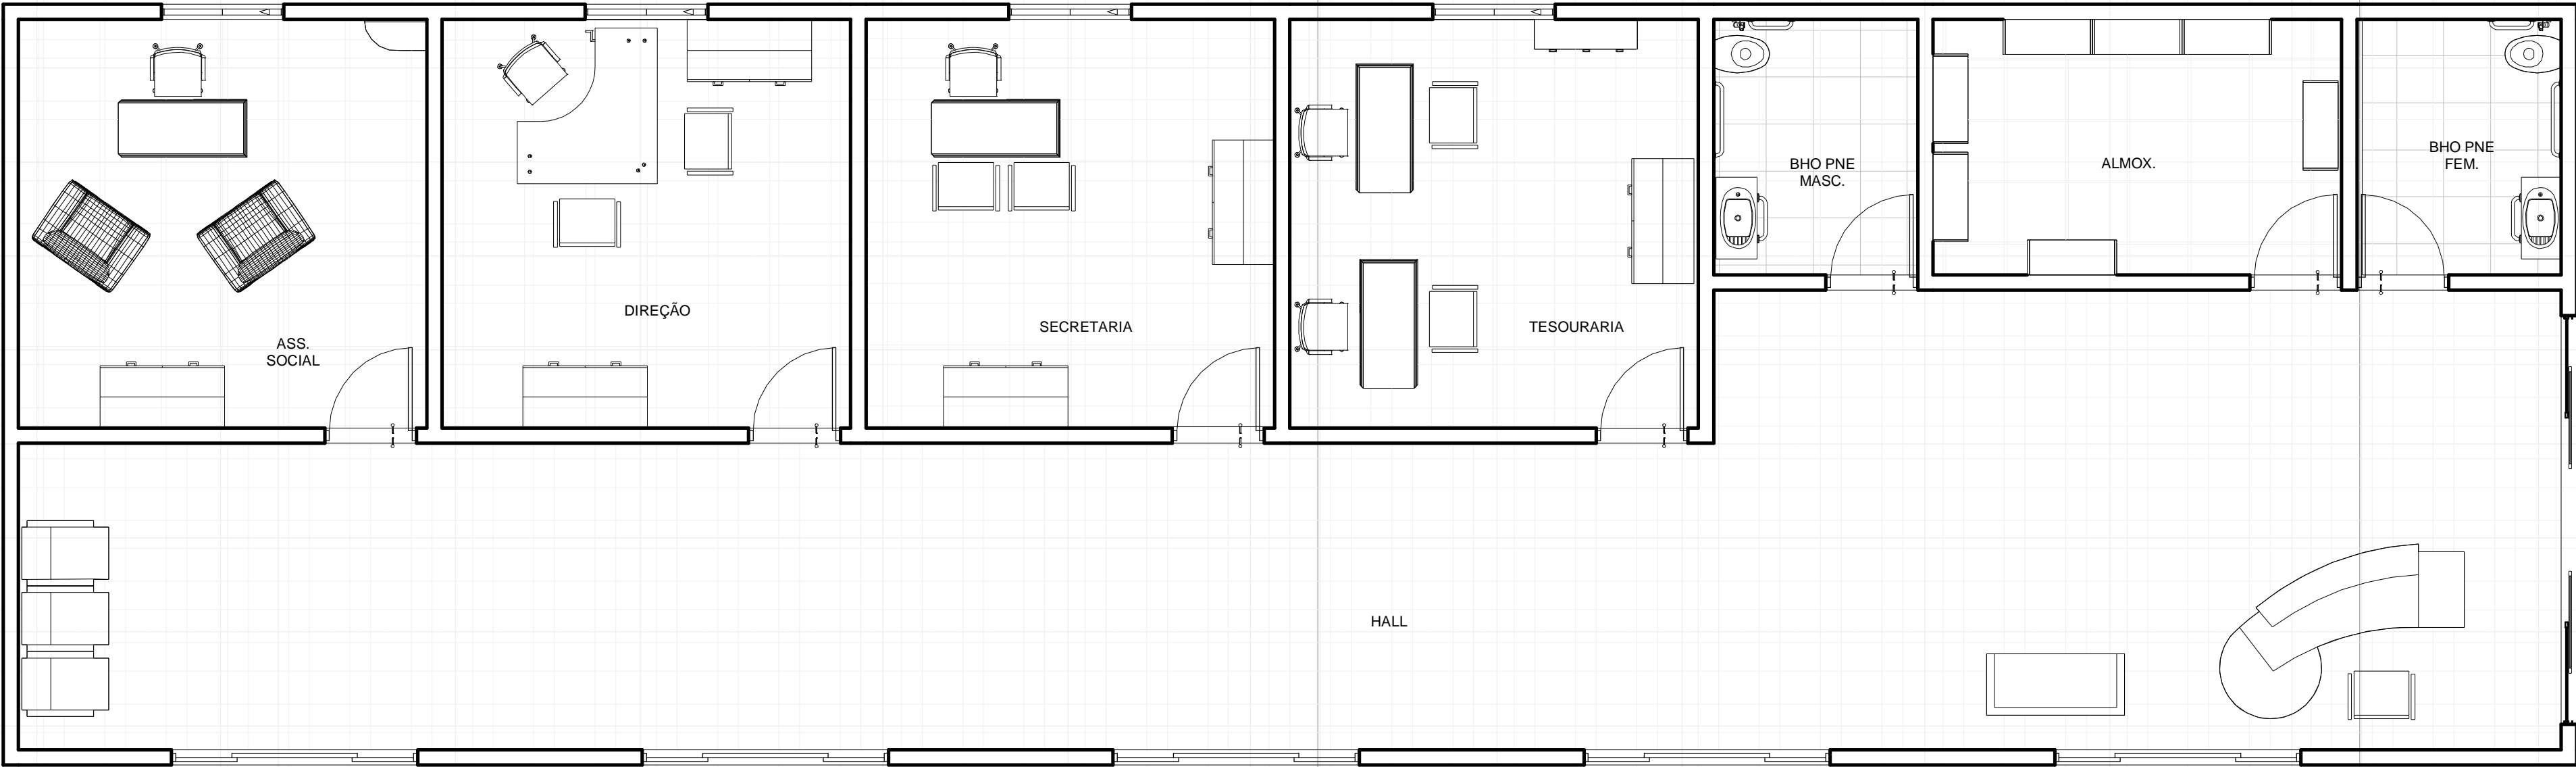 ASS.
SOCIAL
DIREÇÃO
SECRETARIA
TESOURARIA
BHO PNE
MASC.
ALMOX.
BHO PNE
FEM.
HALL